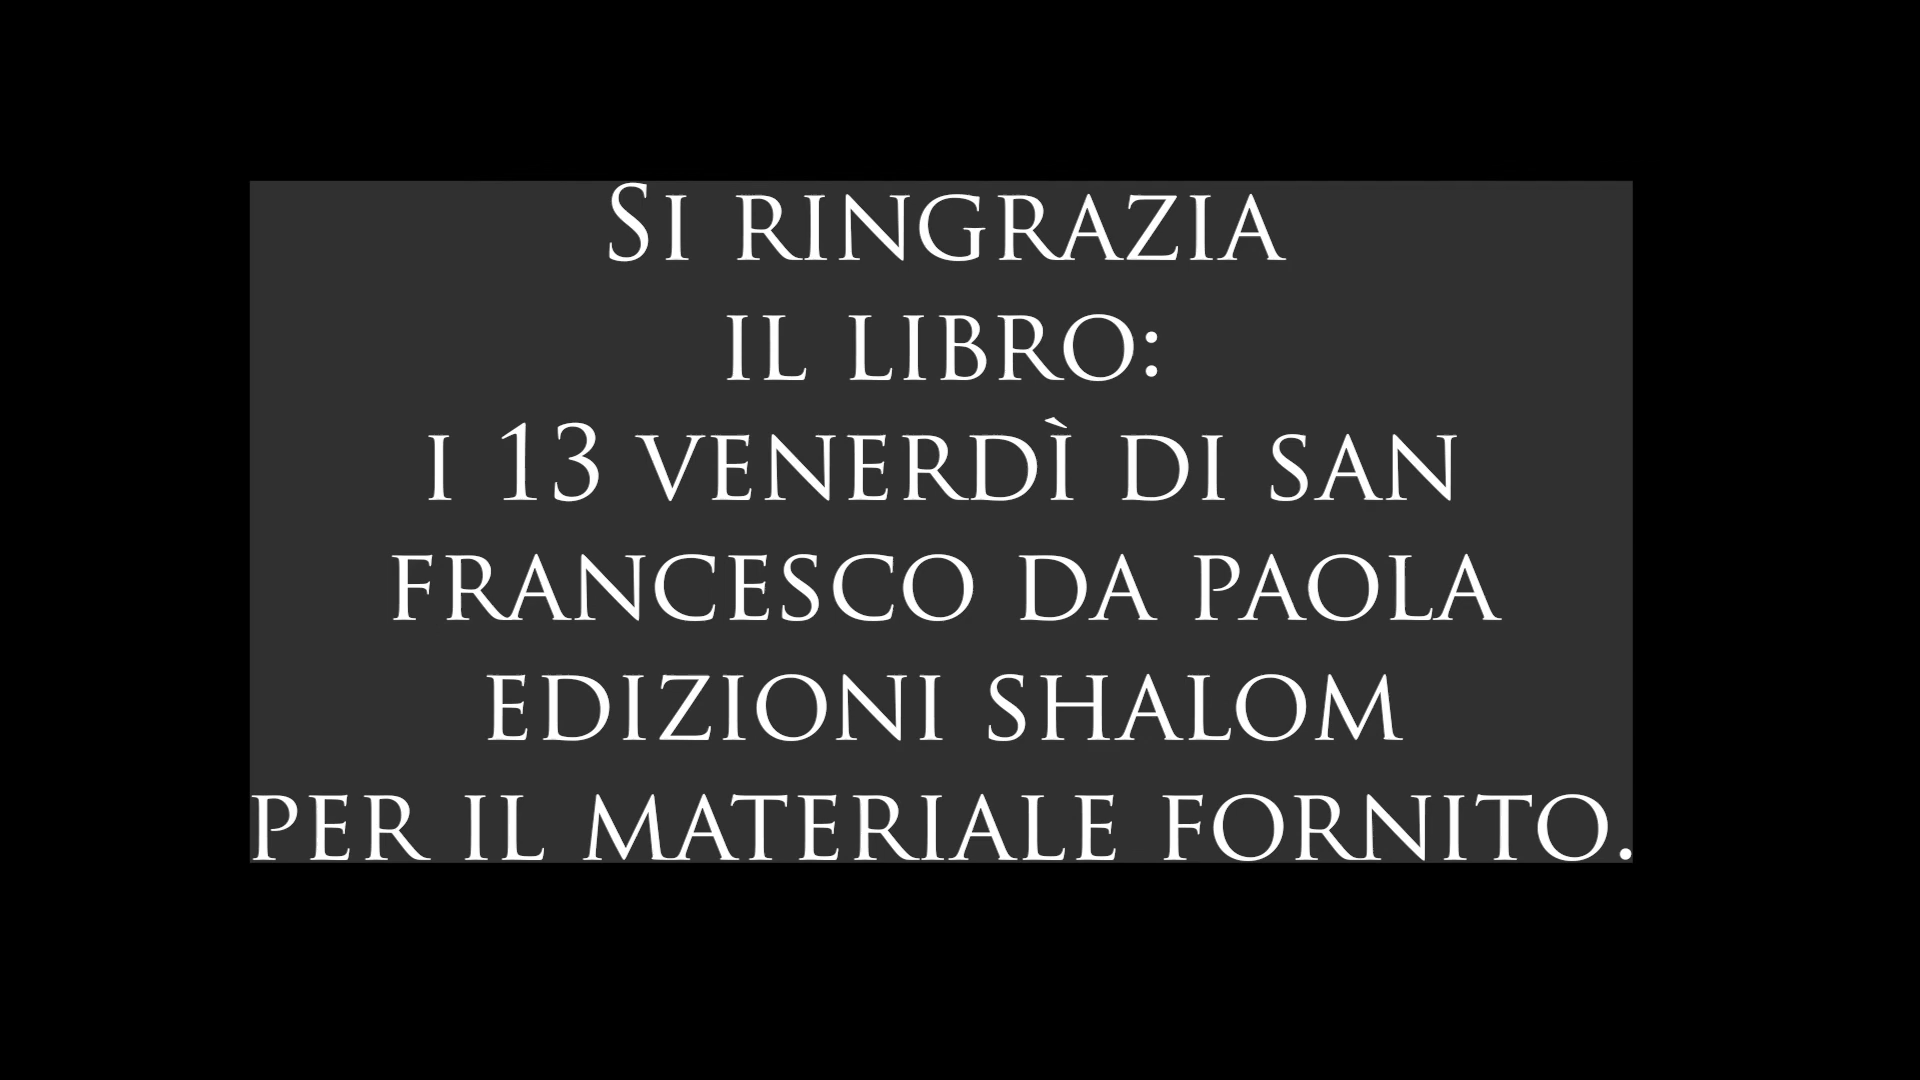 Si ringrazia
il libro:
i 13 venerdì di san
francesco da paola
edizioni shalom
per il materiale fornito.